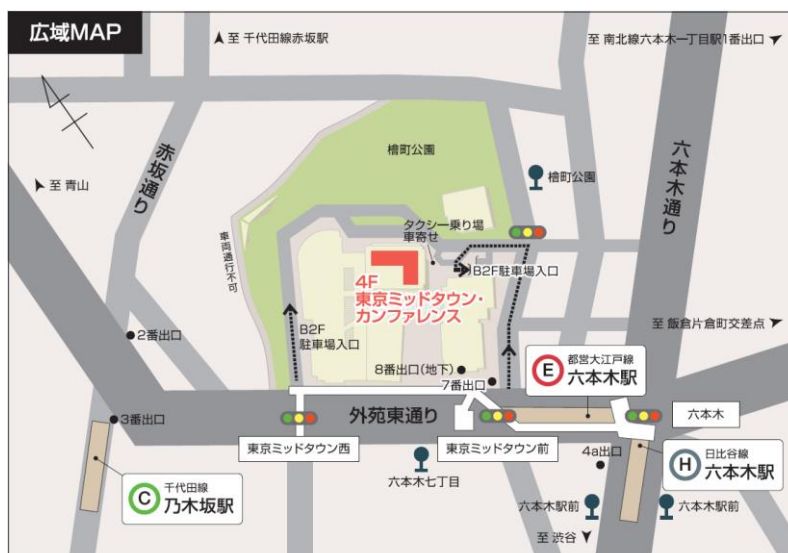 広域MAP
至 千代田線赤坂駅
至 南北線六本木一丁目駅1番出口
赤坂通り
至 青山
檜町公園
檜町公園
六本木通り
車両通行不可
タクシー乗り場
車寄せ
B2F駐車場入口
4F
東京ミッドタウン・
カンファレンス
B2F
駐車場入口
至 飯倉片倉町交差点
2番出口
8番出口(地下)
7番出口
E
都営大江戸線
六本木駅
3番出口
外苑東通り
六本木
東京ミッドタウン西
東京ミッドタウン前
4a出口
H
日比谷線
六本木駅
C
千代田線
乃木坂駅
六本木七丁目
六本木駅前
六本木駅前
至 渋谷